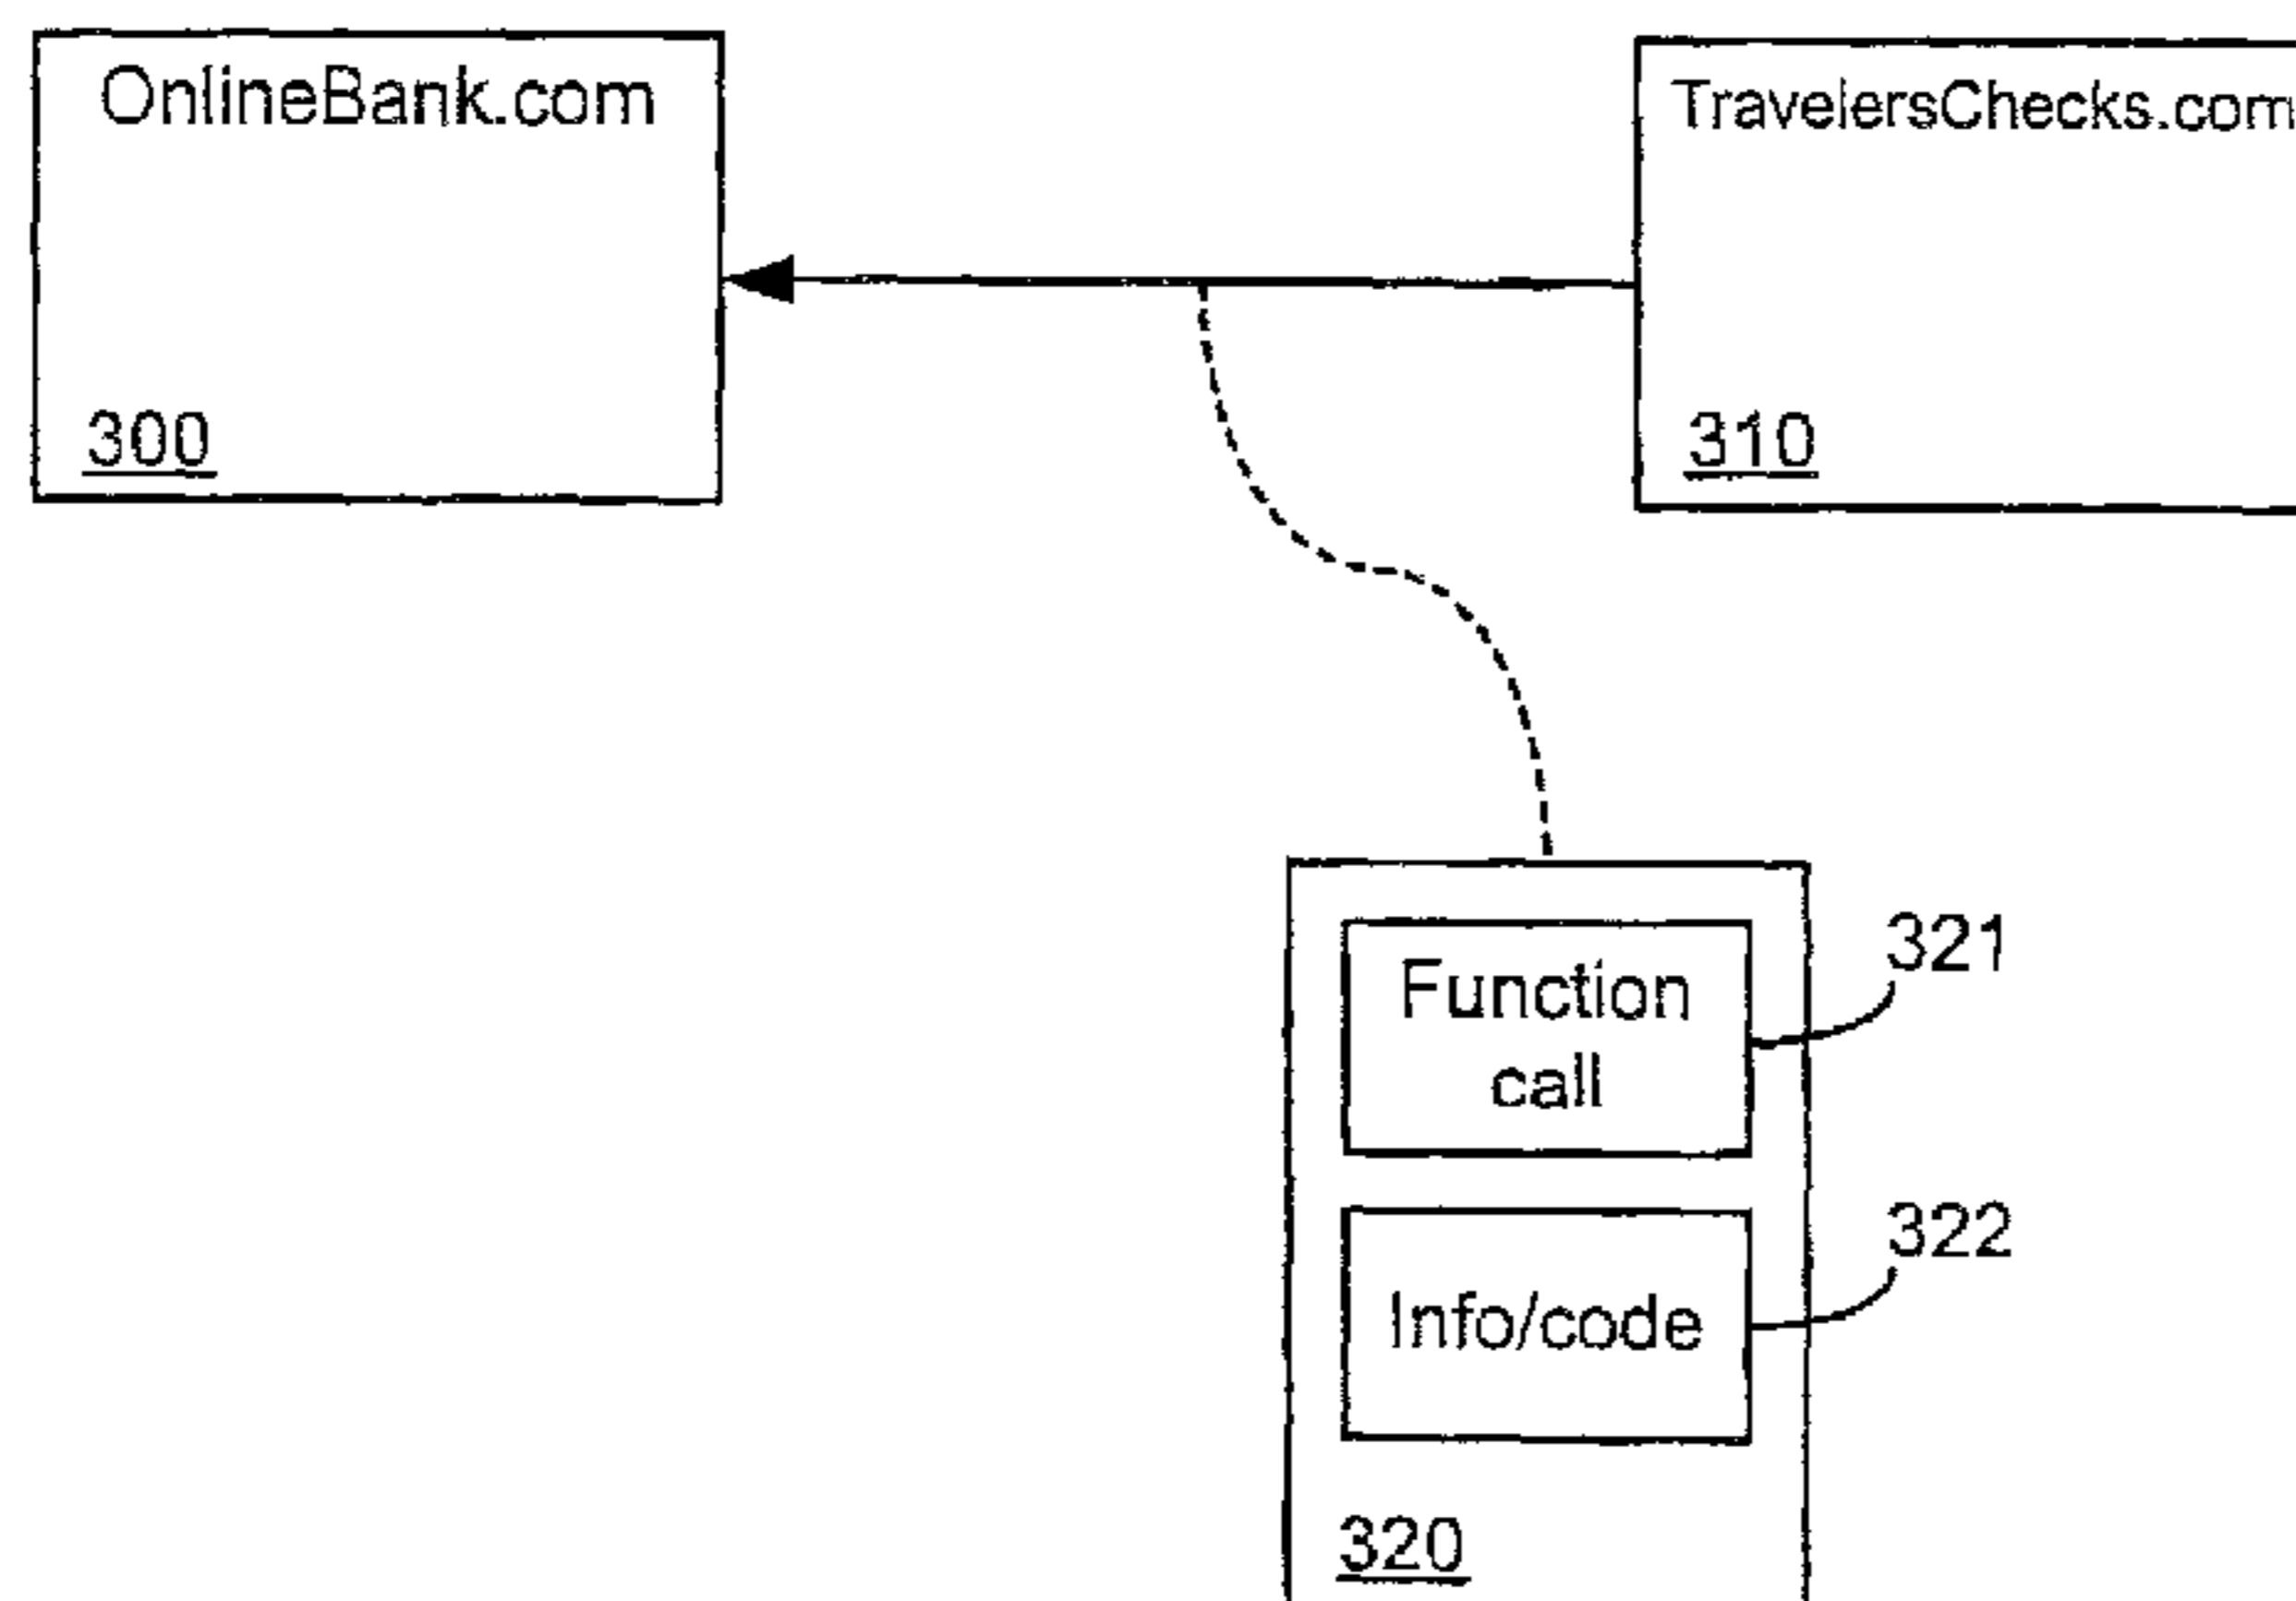 OnlineBank.com
TravelersChecks.com
300
310
Function
call
321
Info/code
322
320